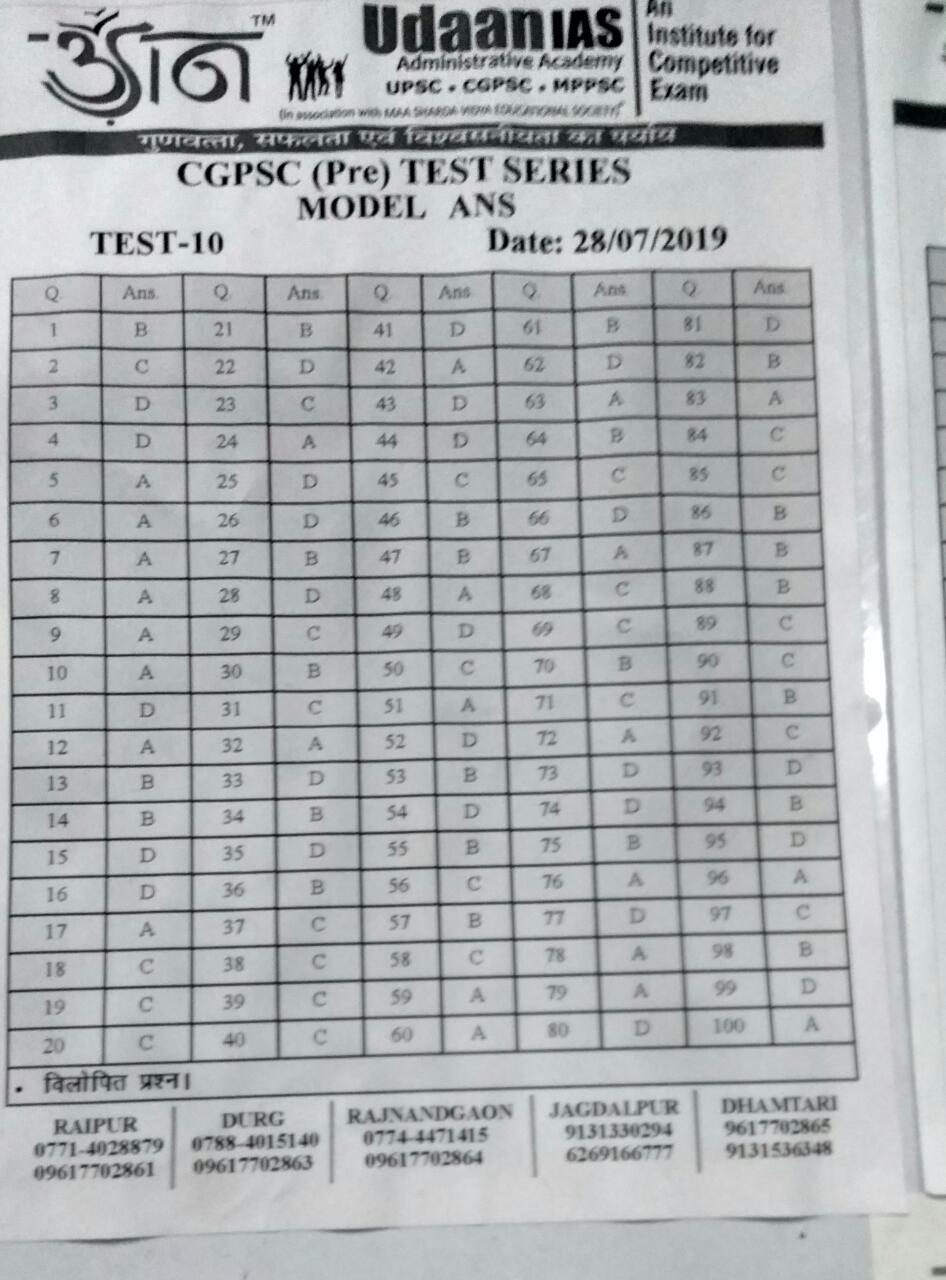 उड़ान TM
Udaan IAS
Administrative Academy
UPSC . CGPSC . MPPSC
(In association with MAA SHARDA VIDYA EDUCATIONAL SOCIETY)
An
Institute for
Competitive
Exam
गुणवत्ता, सफलता एवं विश्वसनीयता का पर्याय
CGPSC (Pre) TEST SERIES
MODEL ANS
TEST-10 Date: 28/07/2019
Q. Ans. Q. Ans. Q. Ans. Q. Ans. Q. Ans.
1 B 21 B 41 D 61 B 81 D
2 C 22 D 42 A 62 D 82 B
3 D 23 C 43 D 63 A 83 A
4 D 24 A 44 D 64 B 84 C
5 A 25 D 45 C 65 C 85 C
6 A 26 D 46 B 66 D 86 B
7 A 27 B 47 B 67 A 87 B
8 A 28 D 48 A 68 C 88 B
9 A 29 C 49 D 69 C 89 C
10 A 30 B 50 C 70 B 90 C
11 D 31 C 51 A 71 C 91 B
12 A 32 A 52 D 72 A 92 C
13 B 33 D 53 B 73 D 93 D
14 B 34 B 54 D 74 D 94 B
15 D 35 D 55 B 75 B 95 D
16 D 36 B 56 C 76 A 96 A
17 A 37 C 57 B 77 D 97 C
18 C 38 C 58 C 78 A 98 B
19 C 39 C 59 A 79 A 99 D
20 C 40 C 60 A 80 D 100 A
• विलोपित प्रश्न।
RAIPUR DURG RAJNANDGAON JAGDALPUR DHAMTARI
0771-4028879 0788-4015140 0774-4471415 9131330294 9617702865
09617702861 09617702863 09617702864 6269166777 9131536348